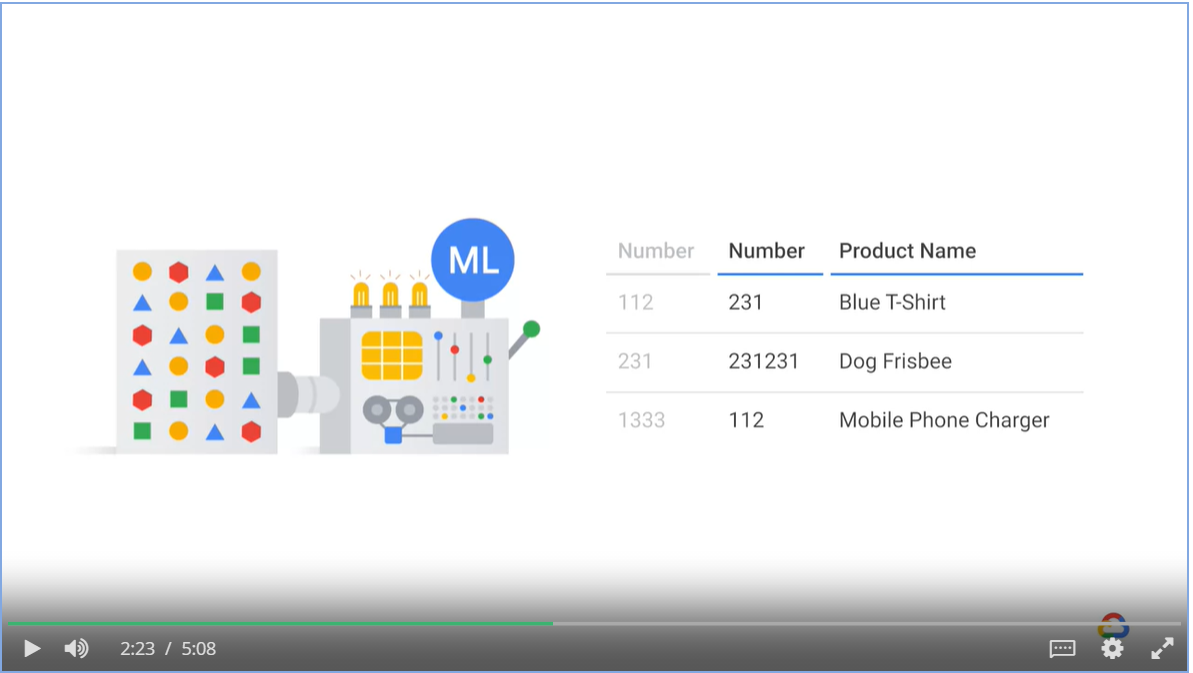 ML
Number Number Product Name
112 231 Blue T-Shirt
231 231231 Dog Frisbee
1333 112 Mobile Phone Charger
2:23 / 5:08